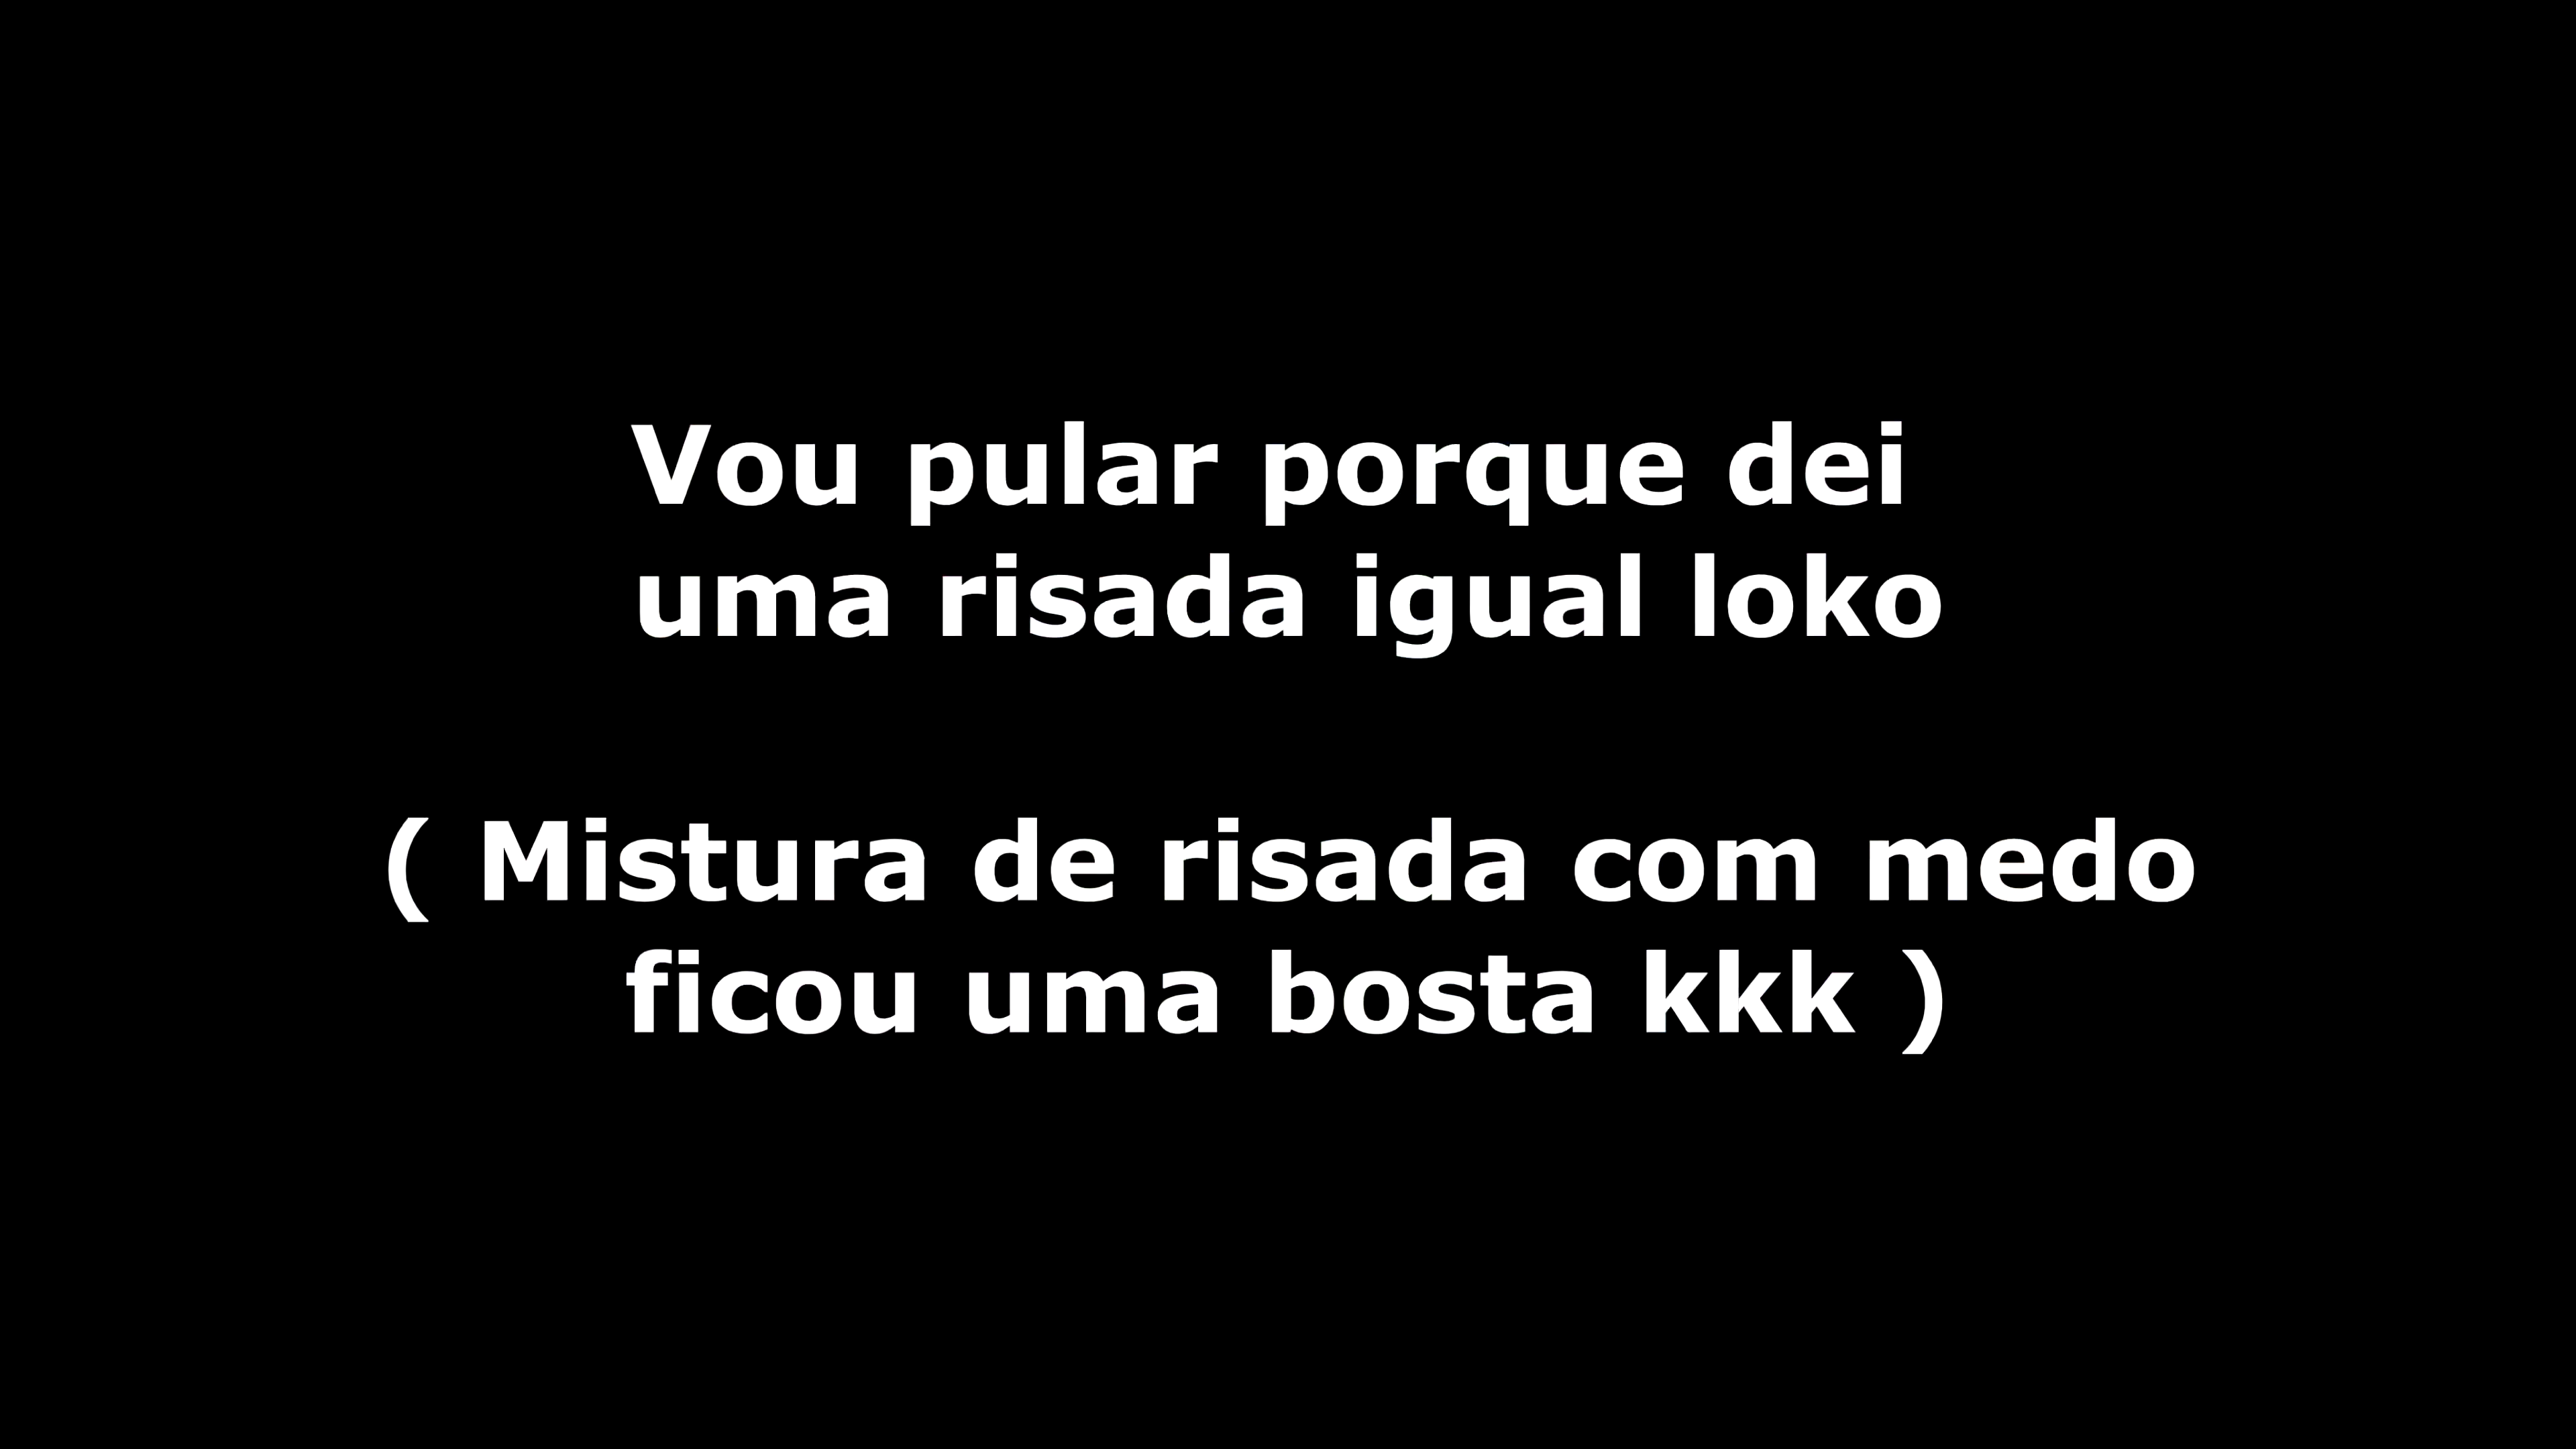 Vou pular porque dei
uma risada igual loko
( Mistura de risada com medo
ficou uma bosta kkk )